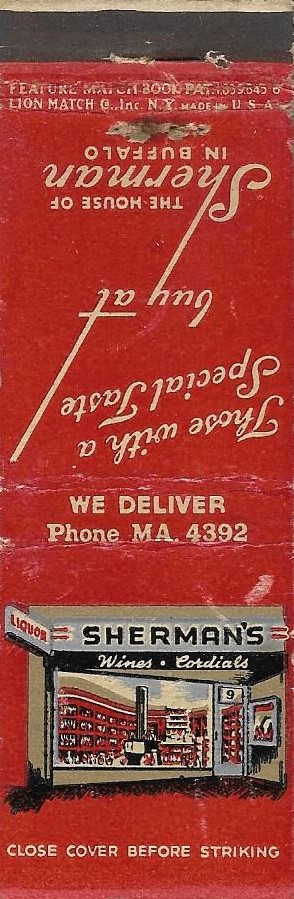 FEATURE MATCH BOOK PAT.
LION MATCH Co., Inc. N.Y. MADE IN U S A
Those with a
Special Taste
buy at
THE HOUSE OF
Sherman
IN BUFFALO
WE DELIVER
Phone MA. 4392
LIQUOR
SHERMAN'S
Wines • Cordials
9
CLOSE COVER BEFORE STRIKING